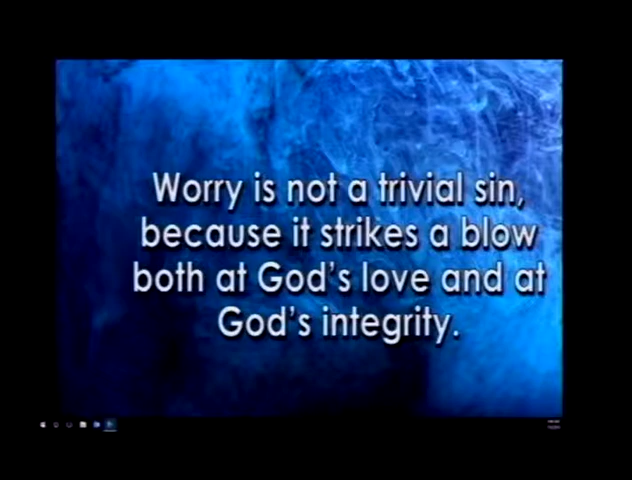 Worry is not a trivial sin,
because it strikes a blow
both at God's love and at
God's integrity.